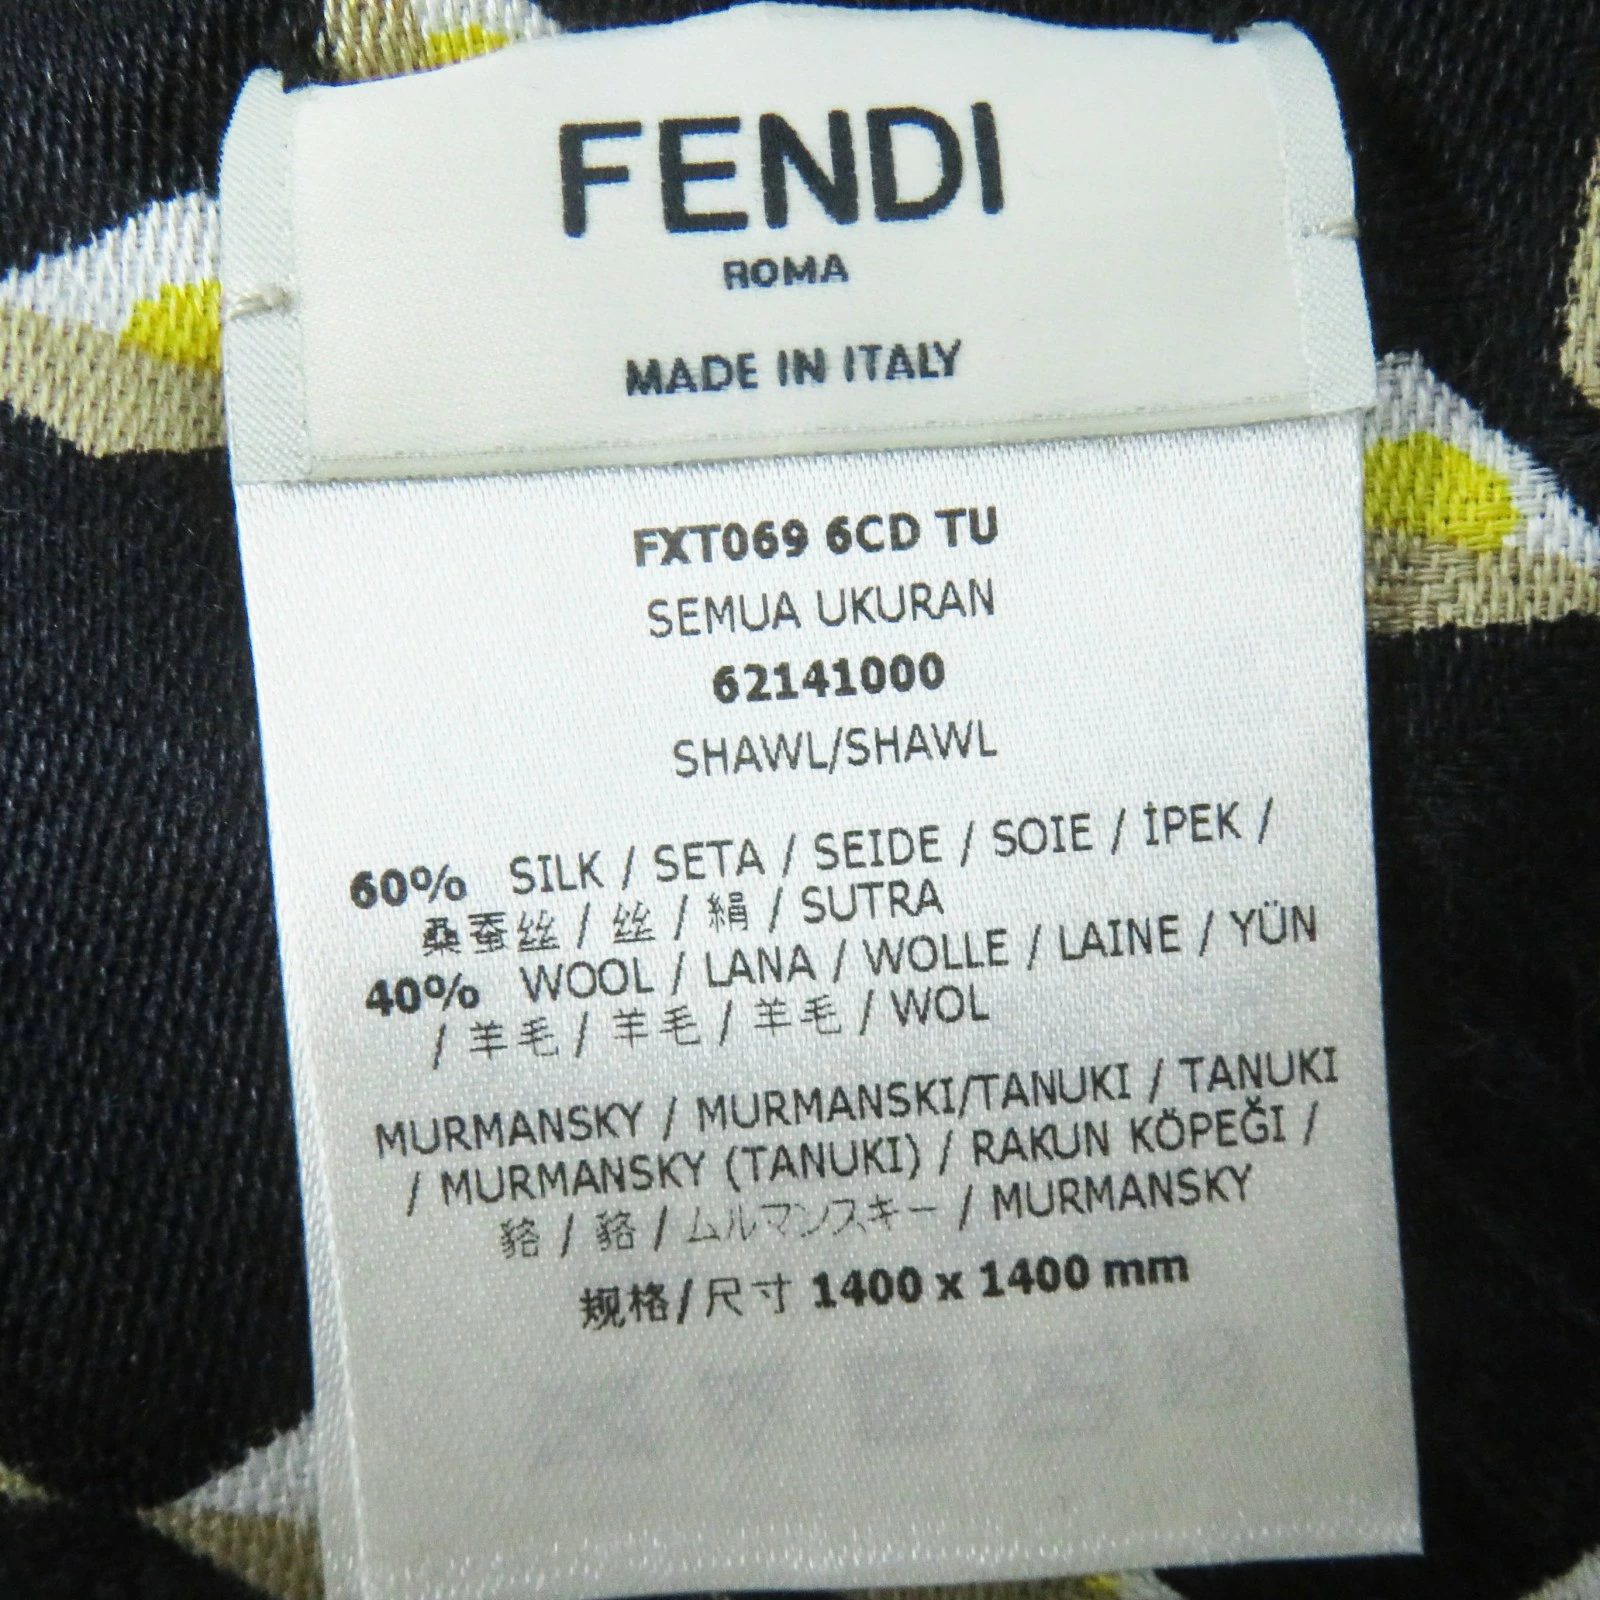 FENDI
ROMA
MADE IN ITALY
FXT069 6CD TU
SEMUA UKURAN
62141000
SHAWL/SHAWL
60% SILK / SETA / SEIDE / SOIE / İPEK /
桑蚕丝 / 丝 / 絹 / SUTRA
40% WOOL / LANA / WOLLE / LAINE / YÜN
/ 羊毛 / 羊毛 / 羊毛 / WOL
MURMANSKY / MURMANSKI/TANUKI / TANUKI
/ MURMANSKY (TANUKI) / RAKUN KÖPEĞI /
貉 / 貉 / ムルマンスキー / MURMANSKY
规格/尺寸 1400 x 1400 mm